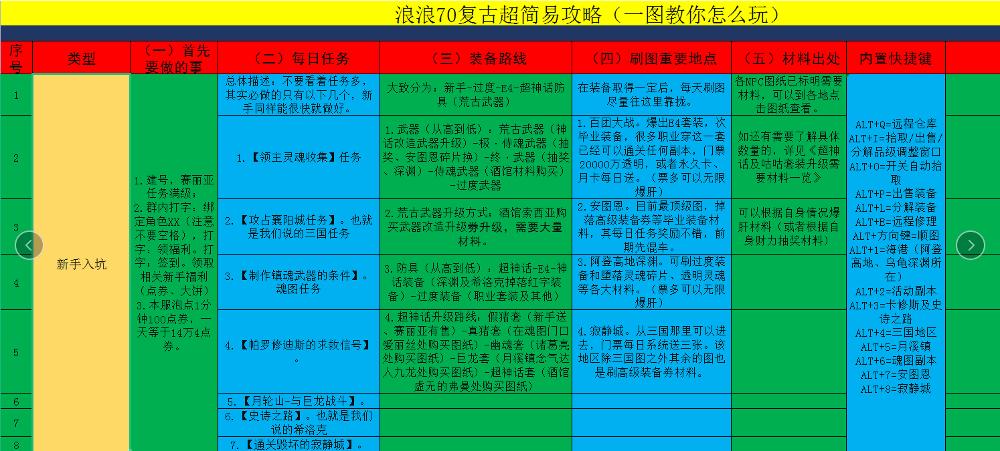 浪浪70复古超简易攻略（一图教你怎么玩）
序
号
类型
（一）首先
要做的事
（二）每日任务
（三）装备路线
（四）刷图重要地点
（五）材料出处
内置快捷键
1
2
3
4
5
6
7
8
新手入坑
1.建号，赛丽亚
任务满级；
2.群内打字：绑
定角色XX（注意
不要空格），打
字：领福利。打
字：签到。领取
相关新手福利
（点券、大饼）
3.本服泡点1分
钟100点券，一
天等于14万4点
券。
总体描述：不要看着任务多，
其实必做的只有以下几个，新
手同样能很快就做好。
1.【领主灵魂收集】任务
2.【攻占襄阳城任务】。也就
是我们说的三国任务
3.【制作镇魂武器的条件】。
魂图任务
4.【帕罗修迪斯的求救信号】
。
5.【月轮山-与巨龙战斗】。
6.【史诗之路】。也就是我们
说的希洛克
7.【通关毁坏的寂静城】。
大致分为：新手-过度-E4-超神话防
具（荒古武器）
1.武器（从高到低）：荒古武器（神
话改造武器升级）-极·侍魂武器（抽
奖、安图恩碎片换）-终·武器（抽奖
、深渊）-侍魂武器（酒馆材料购买）
-过度武器
2.荒古武器升级方式：酒馆索西亚购
买武器改造升级券升级，需要大量
材料。
3.防具（从高到低）：超神话-E4-神
话装备（深渊及希洛克掉落红字装
备）-过度装备（职业套装及其他）
4.超神话升级路线：假猪套（新手送
、赛丽亚有售）-真猪套（在魂图门口
爱丽丝处购买图纸）-幽魂套（诸葛亮
处购买图纸）-巨龙套（月溪镇念气达
人九龙处购买图纸）-超神话套（酒馆
虚无的弗曼处购买图纸）
在装备取得一定后，每天刷图
尽量往这里靠拢。
1.百团大战。爆出E4套装，次
毕业装备，很多职业穿这一套
已经可以通关任何副本，门票
20000万透明，或者永久卡、
月卡每日送。（票多可以无限
爆肝）
2.安图恩。目前最顶级图，掉
落高级装备券等毕业装备材
料，其每日任务奖励不错，前
期先混车。
3.阿登高地深渊。可刷过度装
备和堕落灵魂碎片、透明灵魂
等各大材料。（票多可以无限
爆肝）
4.寂静城。从三国那里可以进
去，门票每日系统送三张。该
地区除三国图之外其余的图也
是刷高级装备券材料。
各NPC图纸已标明需要
材料，可以到各地点
击图纸查看。
如还有需要了解具体
数量的，详见《超神
话及咕咕套装升级需
要材料一览》
可以根据自身情况爆
肝材料（或者根据自
身财力抽奖材料）
ALT+Q=远程仓库
ALT+I=拾取/出售/
分解品级调整窗口
ALT+O=开关自动拾
取
ALT+P=出售装备
ALT+L=分解装备
ALT+E=远程修理
ALT+方向键=顺图
ALT+1=海港（阿登
高地、乌龟深渊所
在）
ALT+2=活动副本
ALT+3=卡修斯及史
诗之路
ALT+4=三国地区
ALT+5=月溪镇
ALT+6=魂图副本
ALT+7=安图恩
ALT+8=寂静城